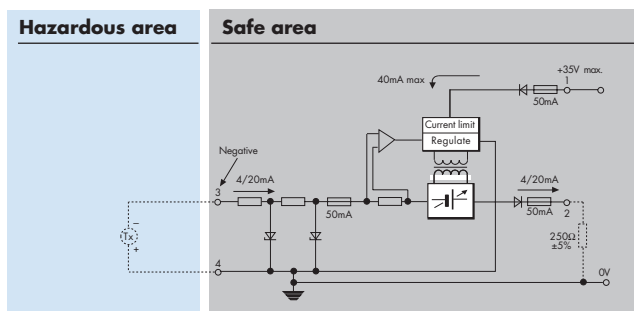 Hazardous area
Safe area
40mA max
+35V max.
1
50mA
Current limit
Regulate
Negative
3
4/20mA
50mA
4/20mA
50mA
2
250Ω
±5%
−
Tx
+
4
0V